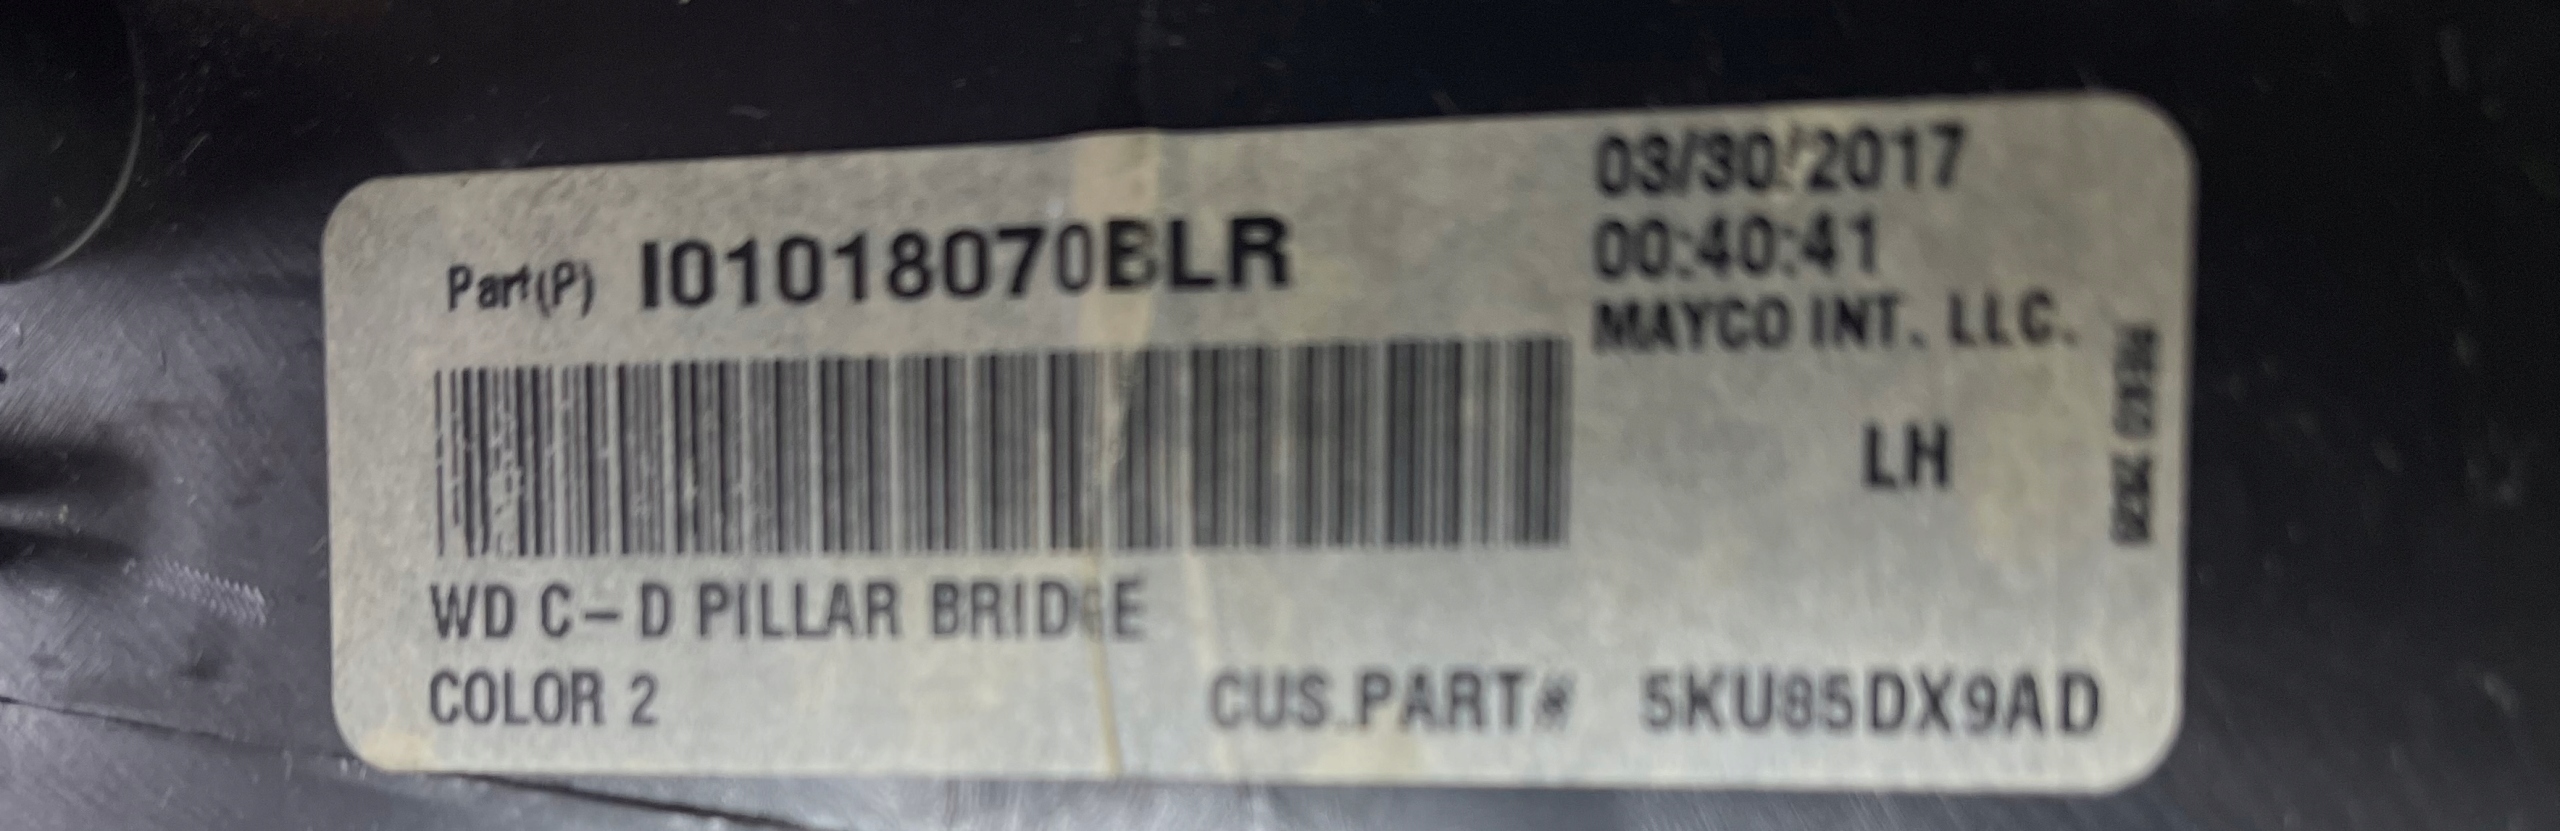 03/30/2017
Part(P) I01018070BLR
00:40:41
MAYCO INT. LLC.
LH
WD C-D PILLAR BRIDGE
COLOR 2
CUS.PART# 5KU85DX9AD